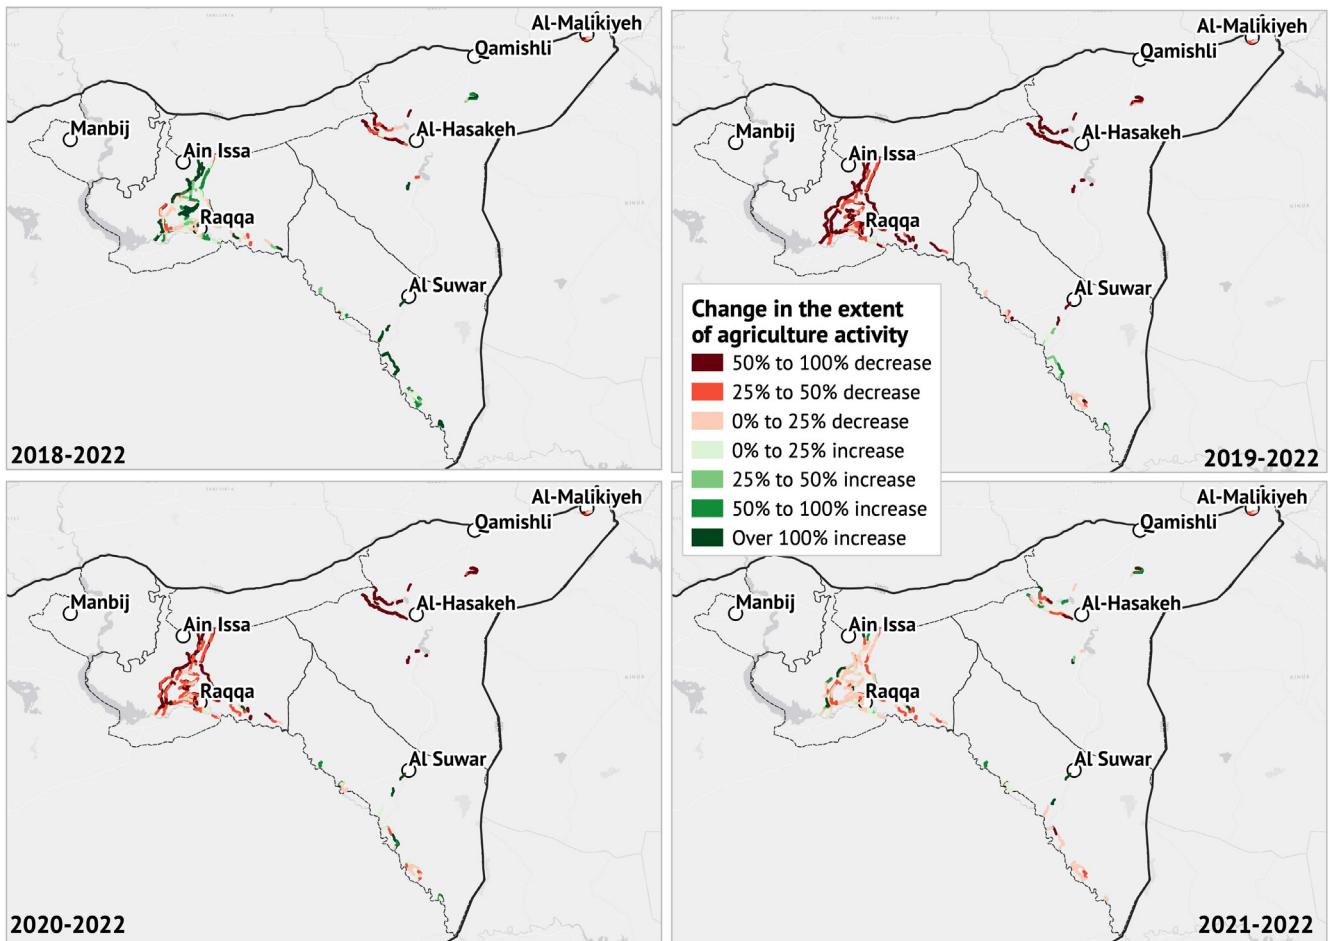 Al-Malikiyeh
Qamishli
Manbij
Al-Hasakeh
Ain Issa
Raqqa
Al Suwar
2018-2022
Al-Malikiyeh
Qamishli
Manbij
Al-Hasakeh
Ain Issa
Raqqa
Al Suwar
2019-2022
Change in the extent
of agriculture activity
50% to 100% decrease
25% to 50% decrease
0% to 25% decrease
0% to 25% increase
25% to 50% increase
50% to 100% increase
Over 100% increase
Al-Malikiyeh
Qamishli
Manbij
Al-Hasakeh
Ain Issa
Raqqa
Al Suwar
2020-2022
Al-Malikiyeh
Qamishli
Manbij
Al-Hasakeh
Ain Issa
Raqqa
Al Suwar
2021-2022